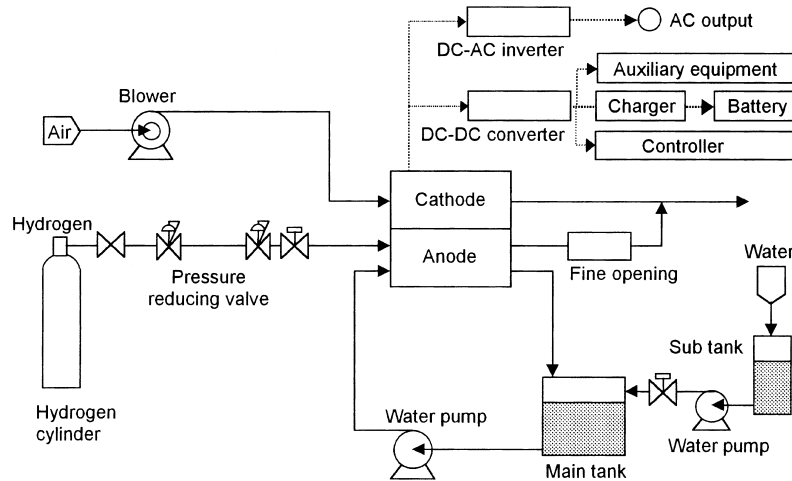 AC output
DC-AC inverter
Auxiliary equipment
Blower
Air
DC-DC converter
Charger
Battery
Controller
Cathode
Hydrogen
Anode
Pressure
reducing valve
Fine opening
Water
Sub tank
Hydrogen
cylinder
Water pump
Main tank
Water pump